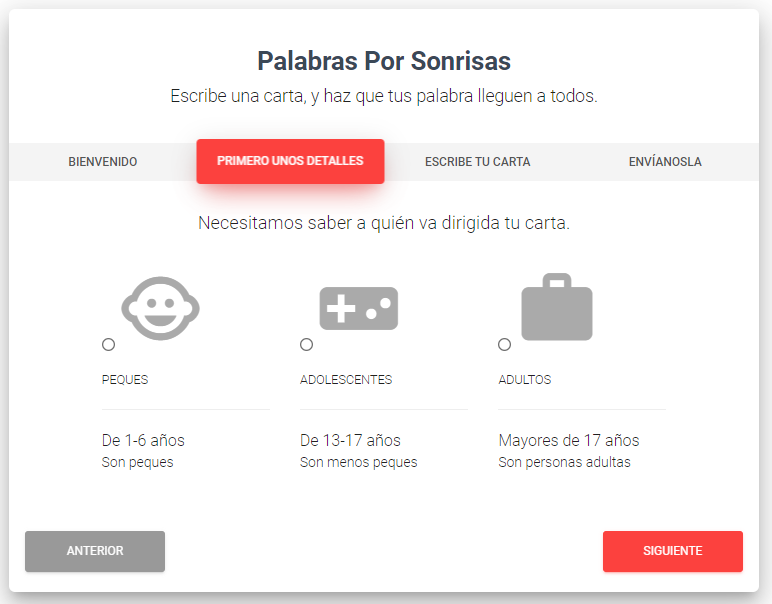 Palabras Por Sonrisas
Escribe una carta, y haz que tus palabra lleguen a todos.
BIENVENIDO
PRIMERO UNOS DETALLES
ESCRIBE TU CARTA
ENVÍANOSLA
Necesitamos saber a quién va dirigida tu carta.
PEQUES
De 1-6 años
Son peques
ADOLESCENTES
De 13-17 años
Son menos peques
ADULTOS
Mayores de 17 años
Son personas adultas
ANTERIOR
SIGUIENTE